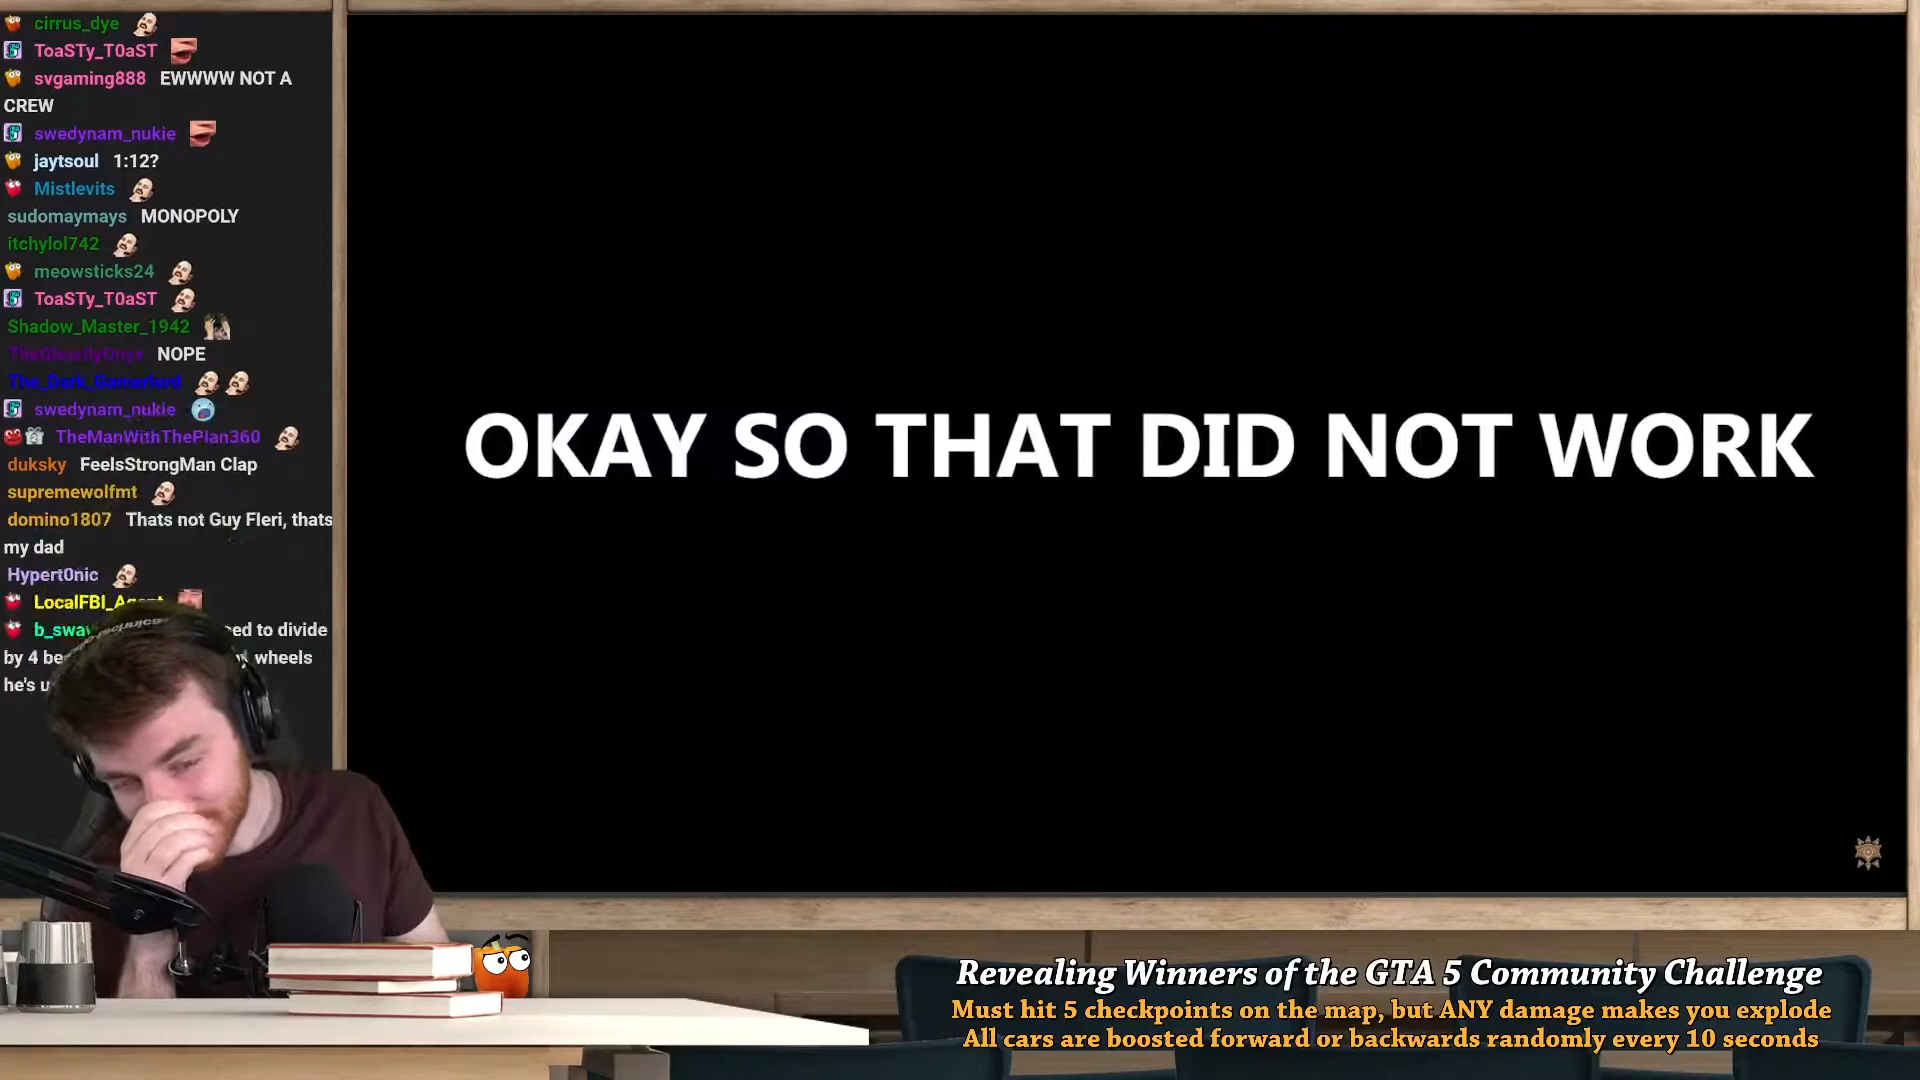 cirrus_dye
ToaSTy_T0aST
svgaming888 EWWWW NOT A
CREW
swedynam_nukie
jaytsoul 1:12?
Mistlevits
sudomaymays MONOPOLY
itchylol742
meowsticks24
ToaSTy_T0aST
Shadow_Master_1942
TheGhostlyOnyx NOPE
The_Dark_Gamerlord
swedynam_nukie
TheManWithThePlan360
duksky FeelsStrongMan Clap
supremewolfmt
domino1807 Thats not Guy Fleri, thats
my dad
Hypert0nic
LocalFBI_Agent
to divide
by 4 wheels
he's
OKAY SO THAT DID NOT WORK
Revealing Winners of the GTA 5 Community Challenge
Must hit 5 checkpoints on the map, but ANY damage makes you explode
All cars are boosted forward or backwards randomly every 10 seconds